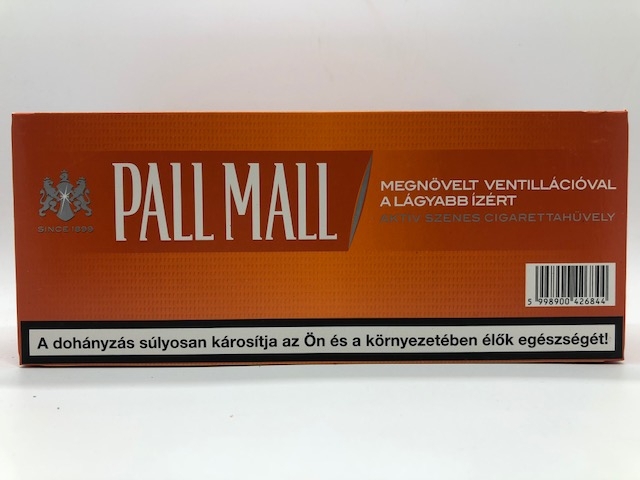 PALL MALL
SINCE 1899
MEGNÖVELT VENTILLÁCIÓVAL
A LÁGYABB ÍZÉRT
AKTÍV SZENES CIGARETTAHÜVELY
5 998900 426844
A dohányzás súlyosan károsítja az Ön és a környezetében élők egészségét!